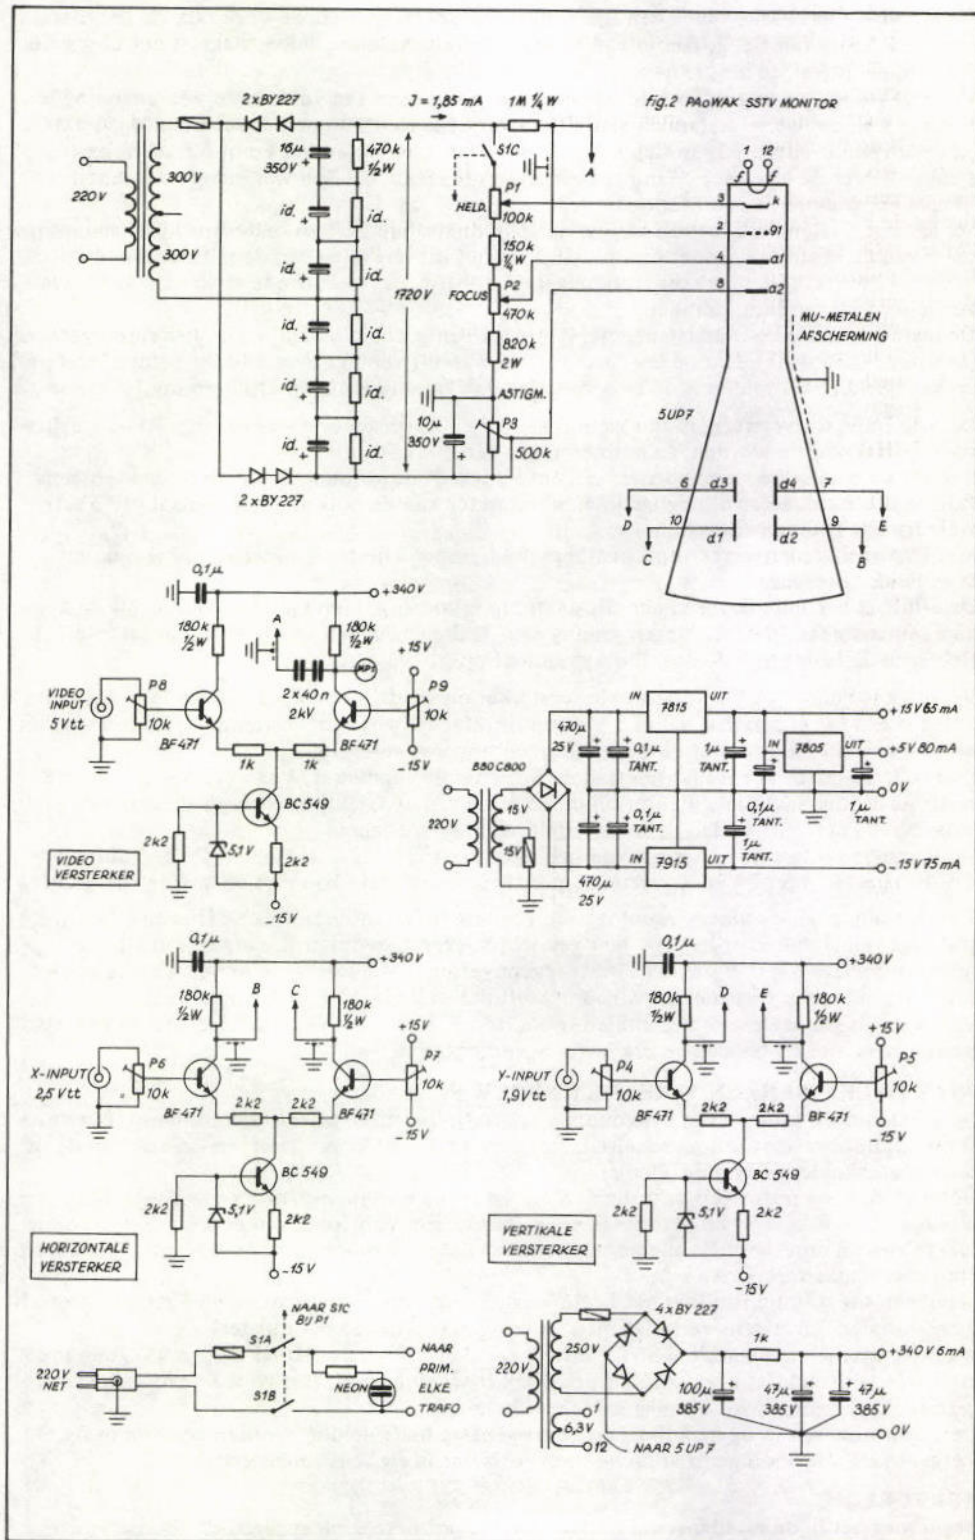 fig.2 PAoWAK SSTV MONITOR
2xBY227
J = 1,85 mA
1M 1/4 W
16µ
350V
470k
1/2W
S1C
A
220V
300V
300V
id.
id.
id.
id.
id.
id.
id.
id.
id.
id.
1720V
HELD.
P1
100k
150k
1/4W
FOCUS
P2
470k
820k
2W
ASTIGM.
10µ
350V
P3
500k
2xBY227
1
12
f
f
3
k
2
g1
4
a1
8
a2
MU-METALEN
AFSCHERMING
5UP7
6
d3
d4
7
D
10
d1
d2
9
E
C
B
0,1µ
+340V
180k
1/2W
A
180k
1/2W
+15V
VIDEO
INPUT
5Vtt
P8
10k
2x40n
2kV
MP1
P9
10k
BF471
BF471
-15V
1k
1k
BC549
2k2
5,1V
2k2
VIDEO
VERSTERKER
-15V
IN
7815
UIT
+15V 65mA
470µ
25V
0,1µ
TANT.
1µ
TANT.
IN
7805
UIT
+5V 80mA
B80C800
0V
220V
15V
15V
0,1µ
TANT.
0,1µ
TANT.
1µ
TANT.
1µ
TANT.
IN
7915
UIT
-15V 75mA
470µ
25V
0,1µ
+340V
180k
1/2W
B
C
180k
1/2W
+15V
X-INPUT
2,5Vtt
P6
10k
P7
10k
BF471
2k2
2k2
BF471
-15V
BC549
2k2
5,1V
2k2
HORIZONTALE
VERSTERKER
-15V
0,1µ
+340V
180k
1/2W
D
E
180k
1/2W
+15V
Y-INPUT
1,9Vtt
P4
10k
P5
10k
BF471
2k2
2k2
BF471
-15V
BC549
2k2
5,1V
2k2
VERTIKALE
VERSTERKER
-15V
NAAR S1C
BIJ P1
S1A
NAAR
220V
NET
NEON
PRIM.
ELKE
S1B
TRAFO
4xBY227
220V
250V
1k
+340V 6mA
100µ
385V
47µ
385V
47µ
385V
6,3V
1
12
NAAR 5UP7
0V